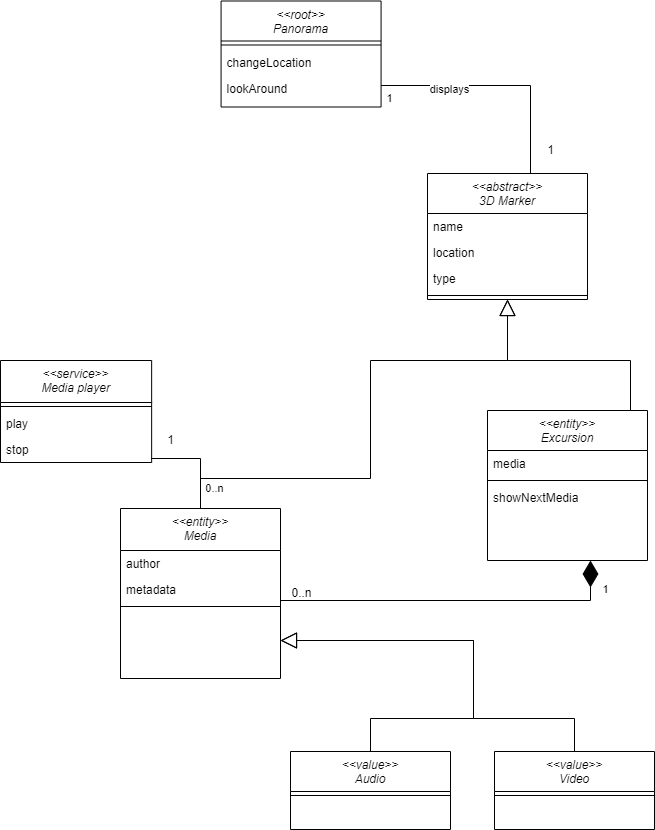 <<root>>
Panorama
changeLocation
lookAround
displays
1
1
<<abstract>>
3D Marker
name
location
type
<<service>>
Media player
play
stop
1
0..n
<<entity>>
Excursion
media
showNextMedia
<<entity>>
Media
author
metadata
0..n
1
<<value>>
Audio
<<value>>
Video